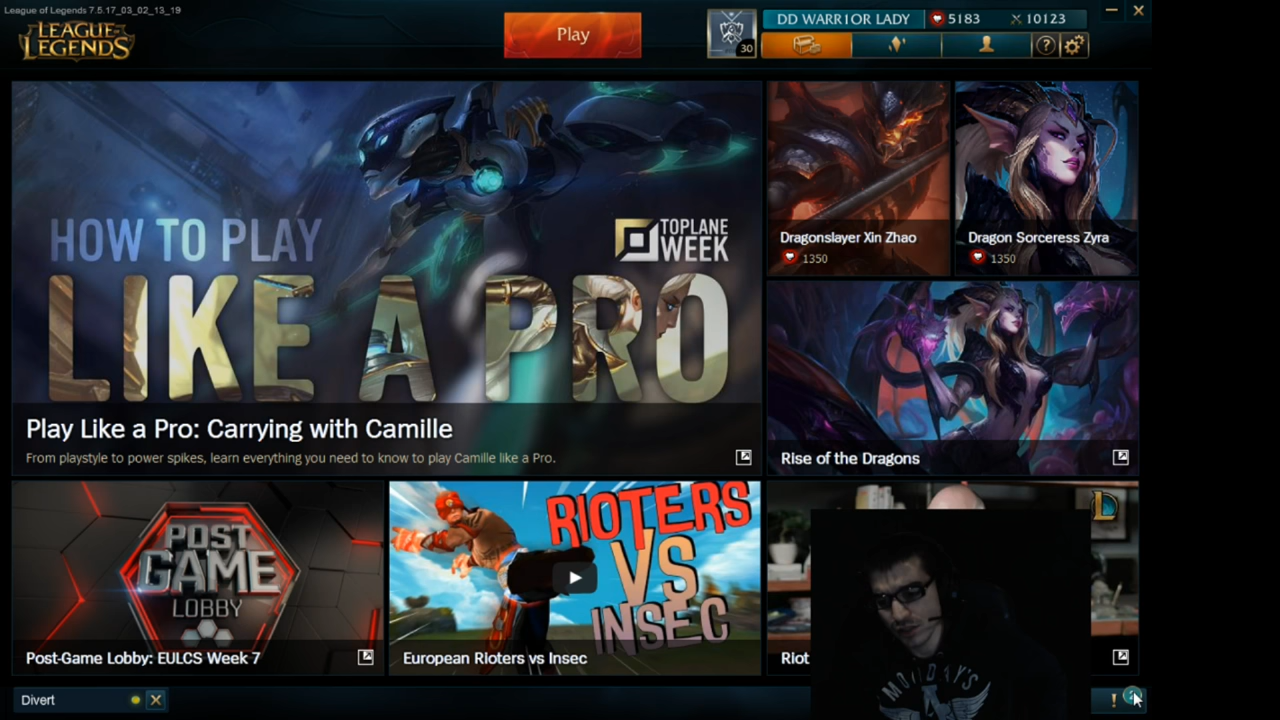 League of Legends 7.5.17_03_02_13_19
LEAGUE of
LEGENDS
Play
30
DD WARRIOR LADY
5183
10123
?
HOW TO PLAY
LIKE A PRO
TOPLANE
WEEK
Play Like a Pro: Carrying with Camille
From playstyle to power spikes, learn everything you need to know to play Camille like a Pro.
Dragonslayer Xin Zhao
1350
Dragon Sorceress Zyra
1350
Rise of the Dragons
POST
GAME
LOBBY
Post-Game Lobby: EULCS Week 7
RIOTERS
VS
INSEC
European Rioters vs Insec
Riot
Divert
!